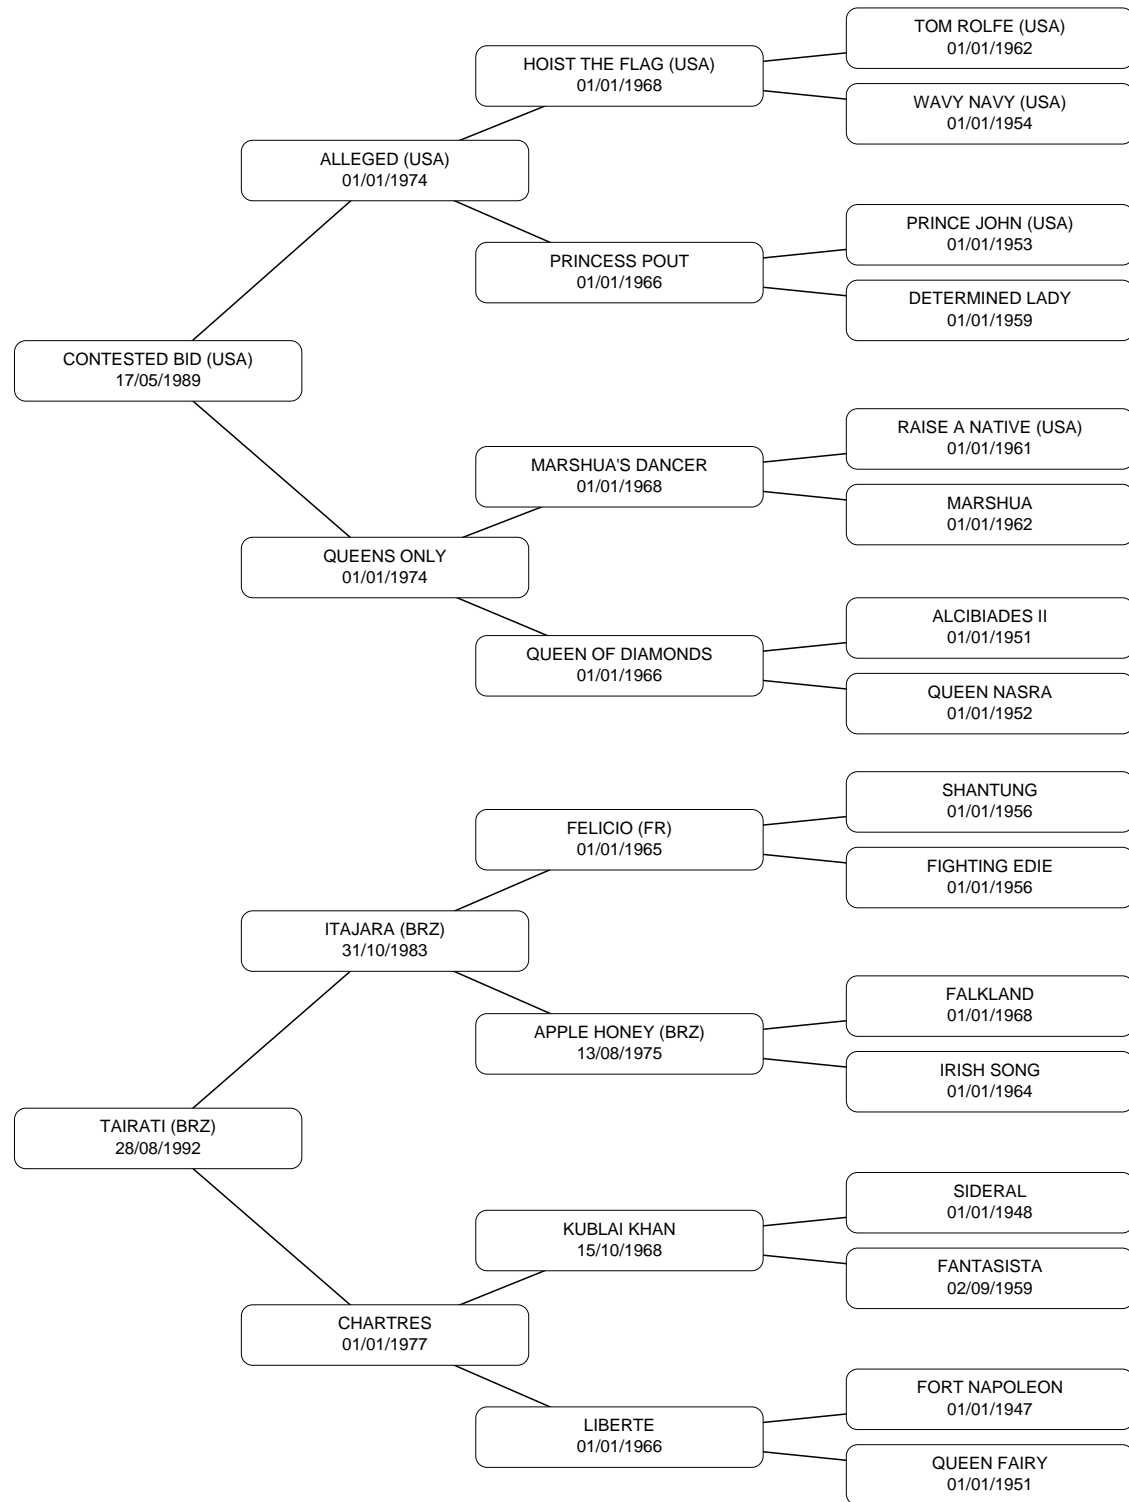 TOM ROLFE (USA)
01/01/1962
HOIST THE FLAG (USA)
01/01/1968
WAVY NAVY (USA)
01/01/1954
ALLEGED (USA)
01/01/1974
PRINCE JOHN (USA)
01/01/1953
PRINCESS POUT
01/01/1966
DETERMINED LADY
01/01/1959
CONTESTED BID (USA)
17/05/1989
RAISE A NATIVE (USA)
01/01/1961
MARSHUA'S DANCER
01/01/1968
MARSHUA
01/01/1962
QUEENS ONLY
01/01/1974
ALCIBIADES II
01/01/1951
QUEEN OF DIAMONDS
01/01/1966
QUEEN NASRA
01/01/1952
SHANTUNG
01/01/1956
FELICIO (FR)
01/01/1965
FIGHTING EDIE
01/01/1956
ITAJARA (BRZ)
31/10/1983
FALKLAND
01/01/1968
APPLE HONEY (BRZ)
13/08/1975
IRISH SONG
01/01/1964
TAIRATI (BRZ)
28/08/1992
SIDERAL
01/01/1948
KUBLAI KHAN
15/10/1968
FANTASISTA
02/09/1959
CHARTRES
01/01/1977
FORT NAPOLEON
01/01/1947
LIBERTE
01/01/1966
QUEEN FAIRY
01/01/1951